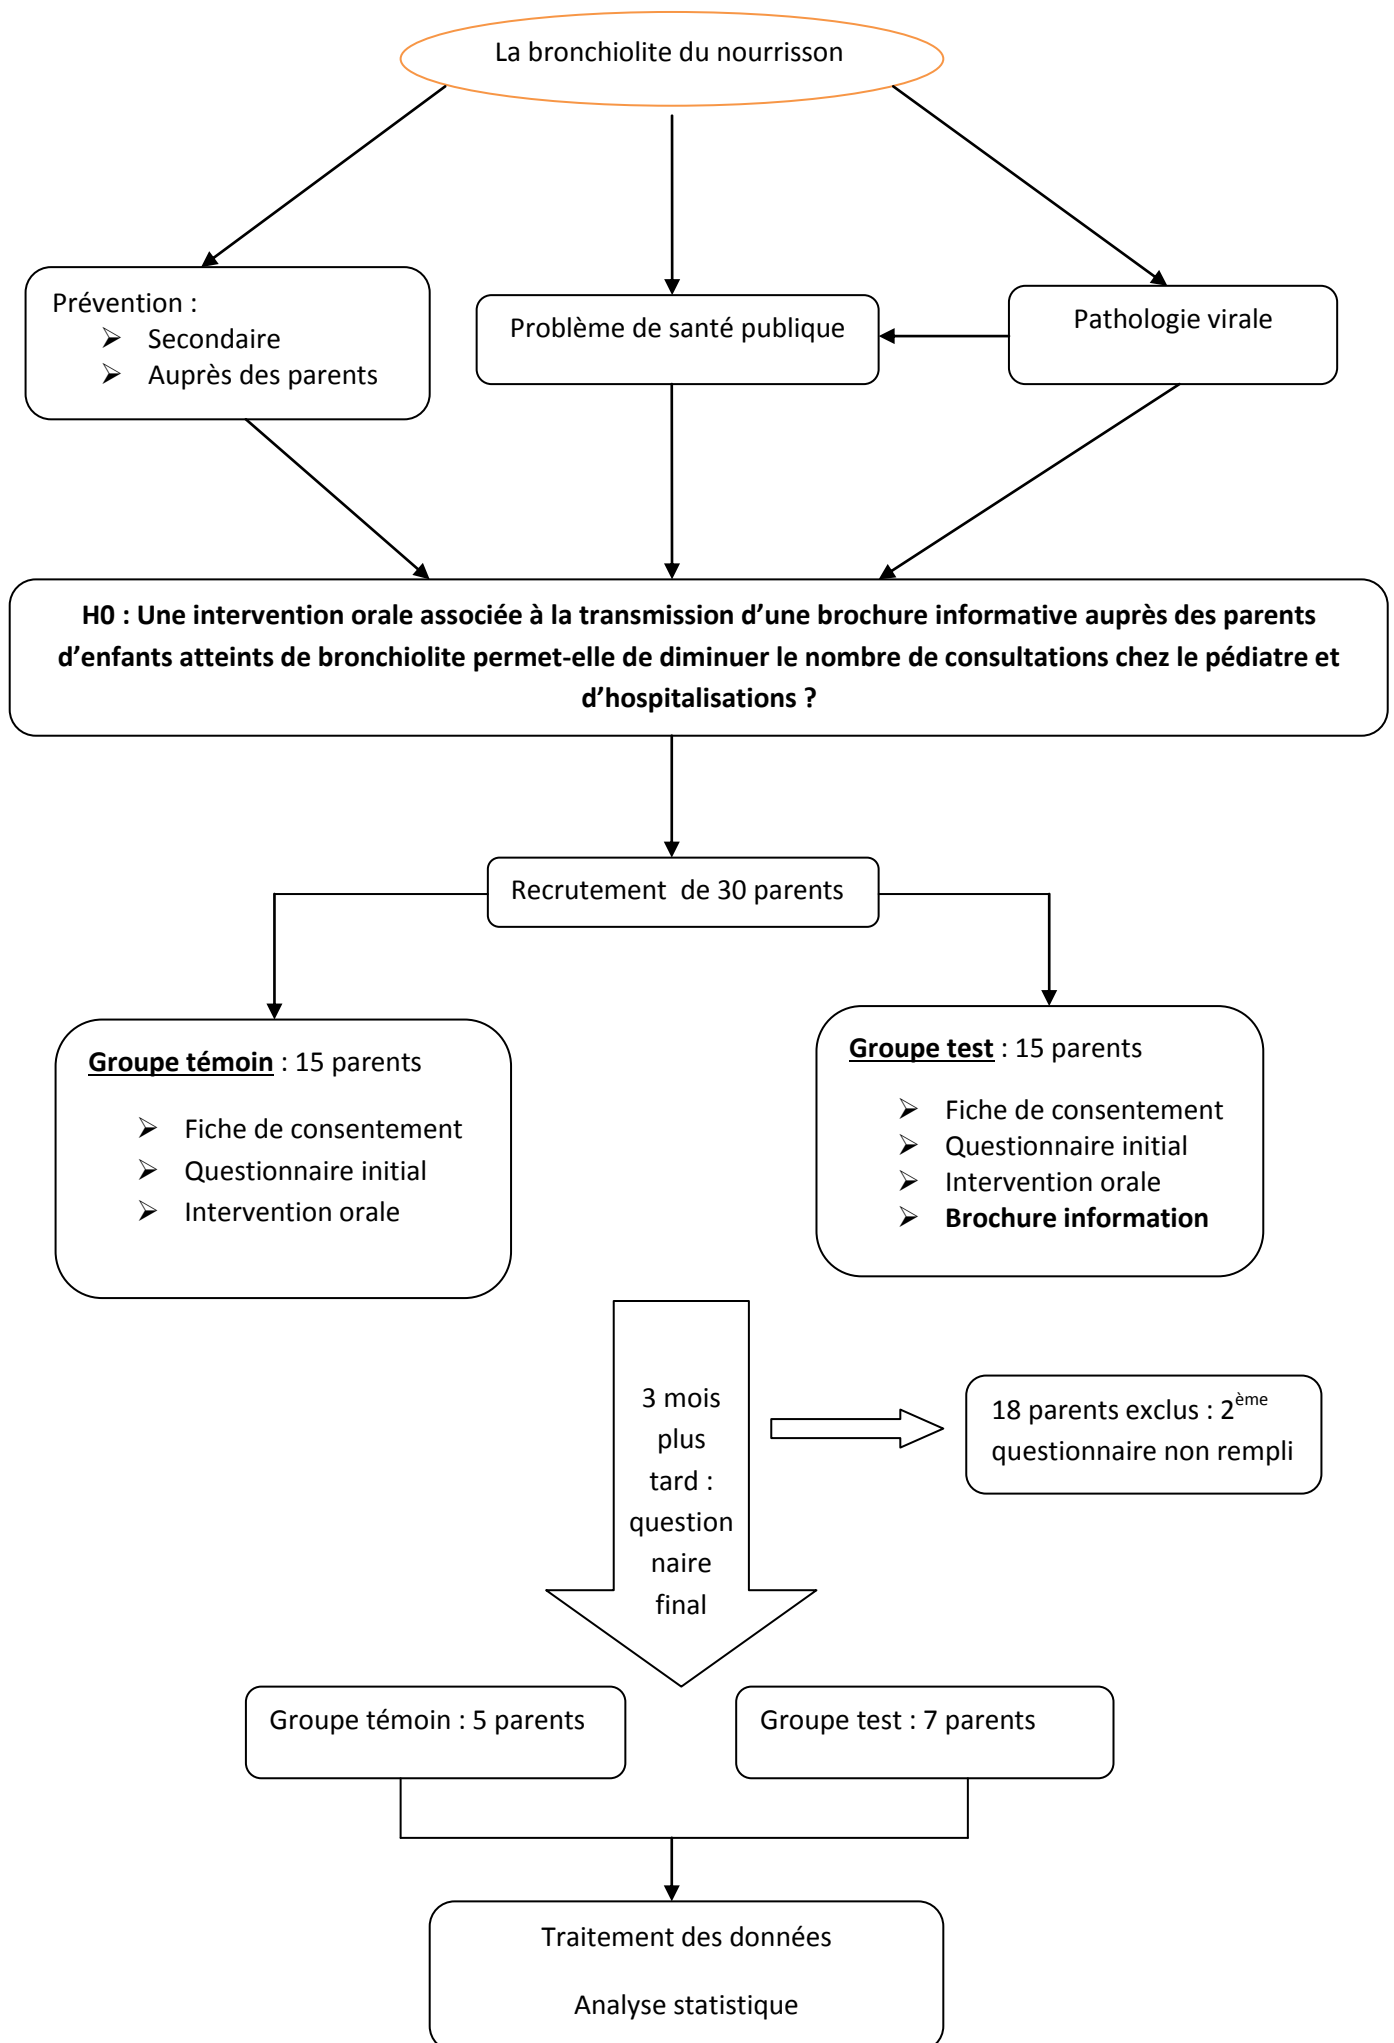 La bronchiolite du nourrisson
Prévention :
➢ Secondaire
➢ Auprès des parents
Problème de santé publique
Pathologie virale
H0 : Une intervention orale associée à la transmission d’une brochure informative auprès des parents
d’enfants atteints de bronchiolite permet-elle de diminuer le nombre de consultations chez le pédiatre et
d’hospitalisations ?
Recrutement de 30 parents
Groupe témoin : 15 parents
➢ Fiche de consentement
➢ Questionnaire initial
➢ Intervention orale
Groupe test : 15 parents
➢ Fiche de consentement
➢ Questionnaire initial
➢ Intervention orale
➢ Brochure information
3 mois
plus
tard :
question
naire
final
18 parents exclus : 2ème
questionnaire non rempli
Groupe témoin : 5 parents
Groupe test : 7 parents
Traitement des données
Analyse statistique